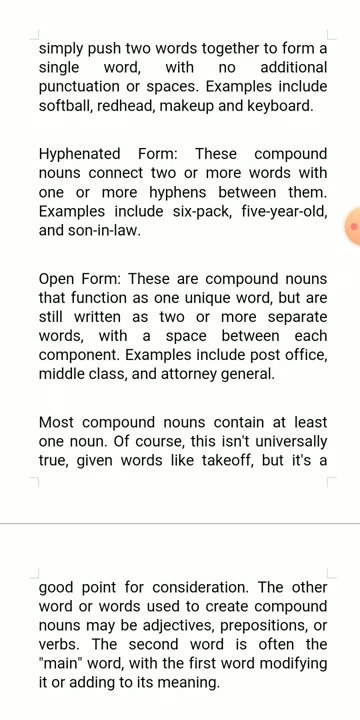 simply push two words together to form a
single word, with no additional
punctuation or spaces. Examples include
softball, redhead, makeup and keyboard.
Hyphenated Form: These compound
nouns connect two or more words with
one or more hyphens between them.
Examples include six-pack, five-year-old,
and son-in-law.
Open Form: These are compound nouns
that function as one unique word, but are
still written as two or more separate
words, with a space between each
component. Examples include post office,
middle class, and attorney general.
Most compound nouns contain at least
one noun. Of course, this isn't universally
true, given words like takeoff, but it's a
good point for consideration. The other
word or words used to create compound
nouns may be adjectives, prepositions, or
verbs. The second word is often the
"main" word, with the first word modifying
it or adding to its meaning.